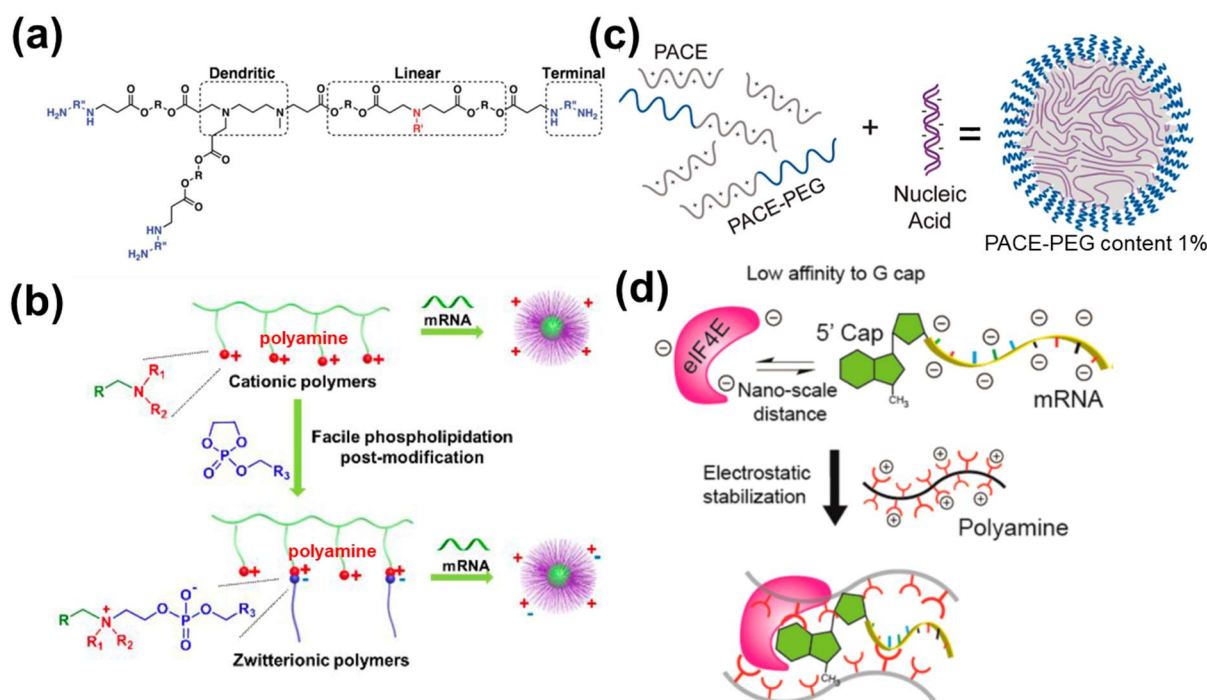 (a)
Dendritic
Linear
Terminal
H₂N
R"
N
H
O
O
R
O
O
N
N
O
O
R
O
O
N
R'
O
O
R
O
O
N
H
R"
NH₂
O
O
R
O
O
HN
R"
H₂N
(b)
polyamine
Cationic polymers
mRNA
R
N
R₁
R₂
O
O
P
O
O
R₃
Facile phospholipidation
post-modification
polyamine
mRNA
R
N
+
R₁
R₂
O
P
O⁻
O
O
R₃
Zwitterionic polymers
(c)
PACE
PACE-PEG
+
Nucleic
Acid
=
PACE-PEG content 1%
(d)
Low affinity to G cap
eIF4E
5' Cap
Nano-scale
distance
CH₃
mRNA
Electrostatic
stabilization
Polyamine
CH₃